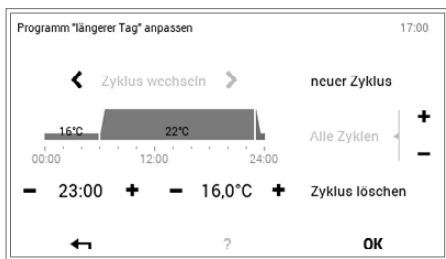 Programm "längerer Tag" anpassen 17:00
Zyklus wechseln neuer Zyklus
16°C 22°C
Alle Zyklen
00:00 12:00 24:00
− 23:00 + − 16,0°C + Zyklus löschen
? OK